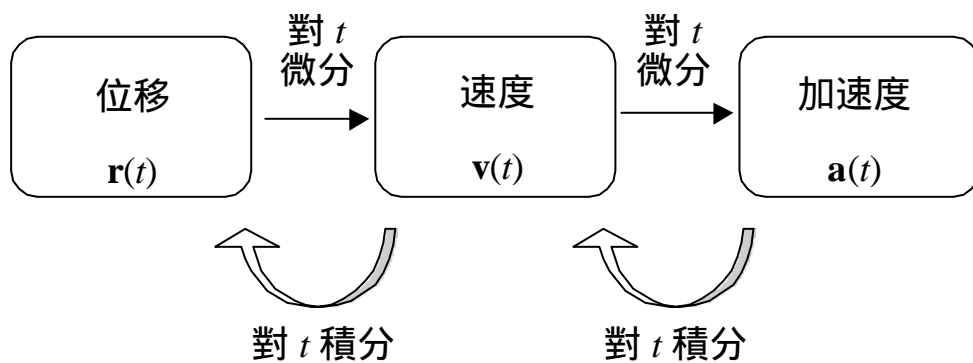 位移
r(t)
對 t
微分
速度
v(t)
對 t
微分
加速度
a(t)
對 t 積分
對 t 積分